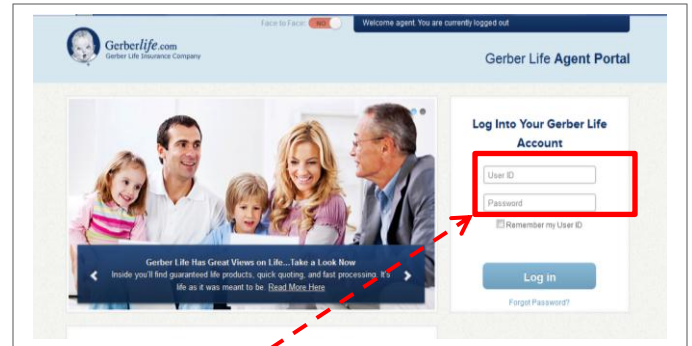 Face to Face: NO
Welcome agent. You are currently logged out
Gerberlife.com
Gerber Life Insurance Company
Gerber Life Agent Portal
Log Into Your Gerber Life
Account
User ID
Password
Remember my User ID
Log in
Forgot Password?
Gerber Life Has Great Views on Life...Take a Look Now
Inside you'll find guaranteed life products, quick quoting, and fast processing. It's
life as it was meant to be. Read More Here